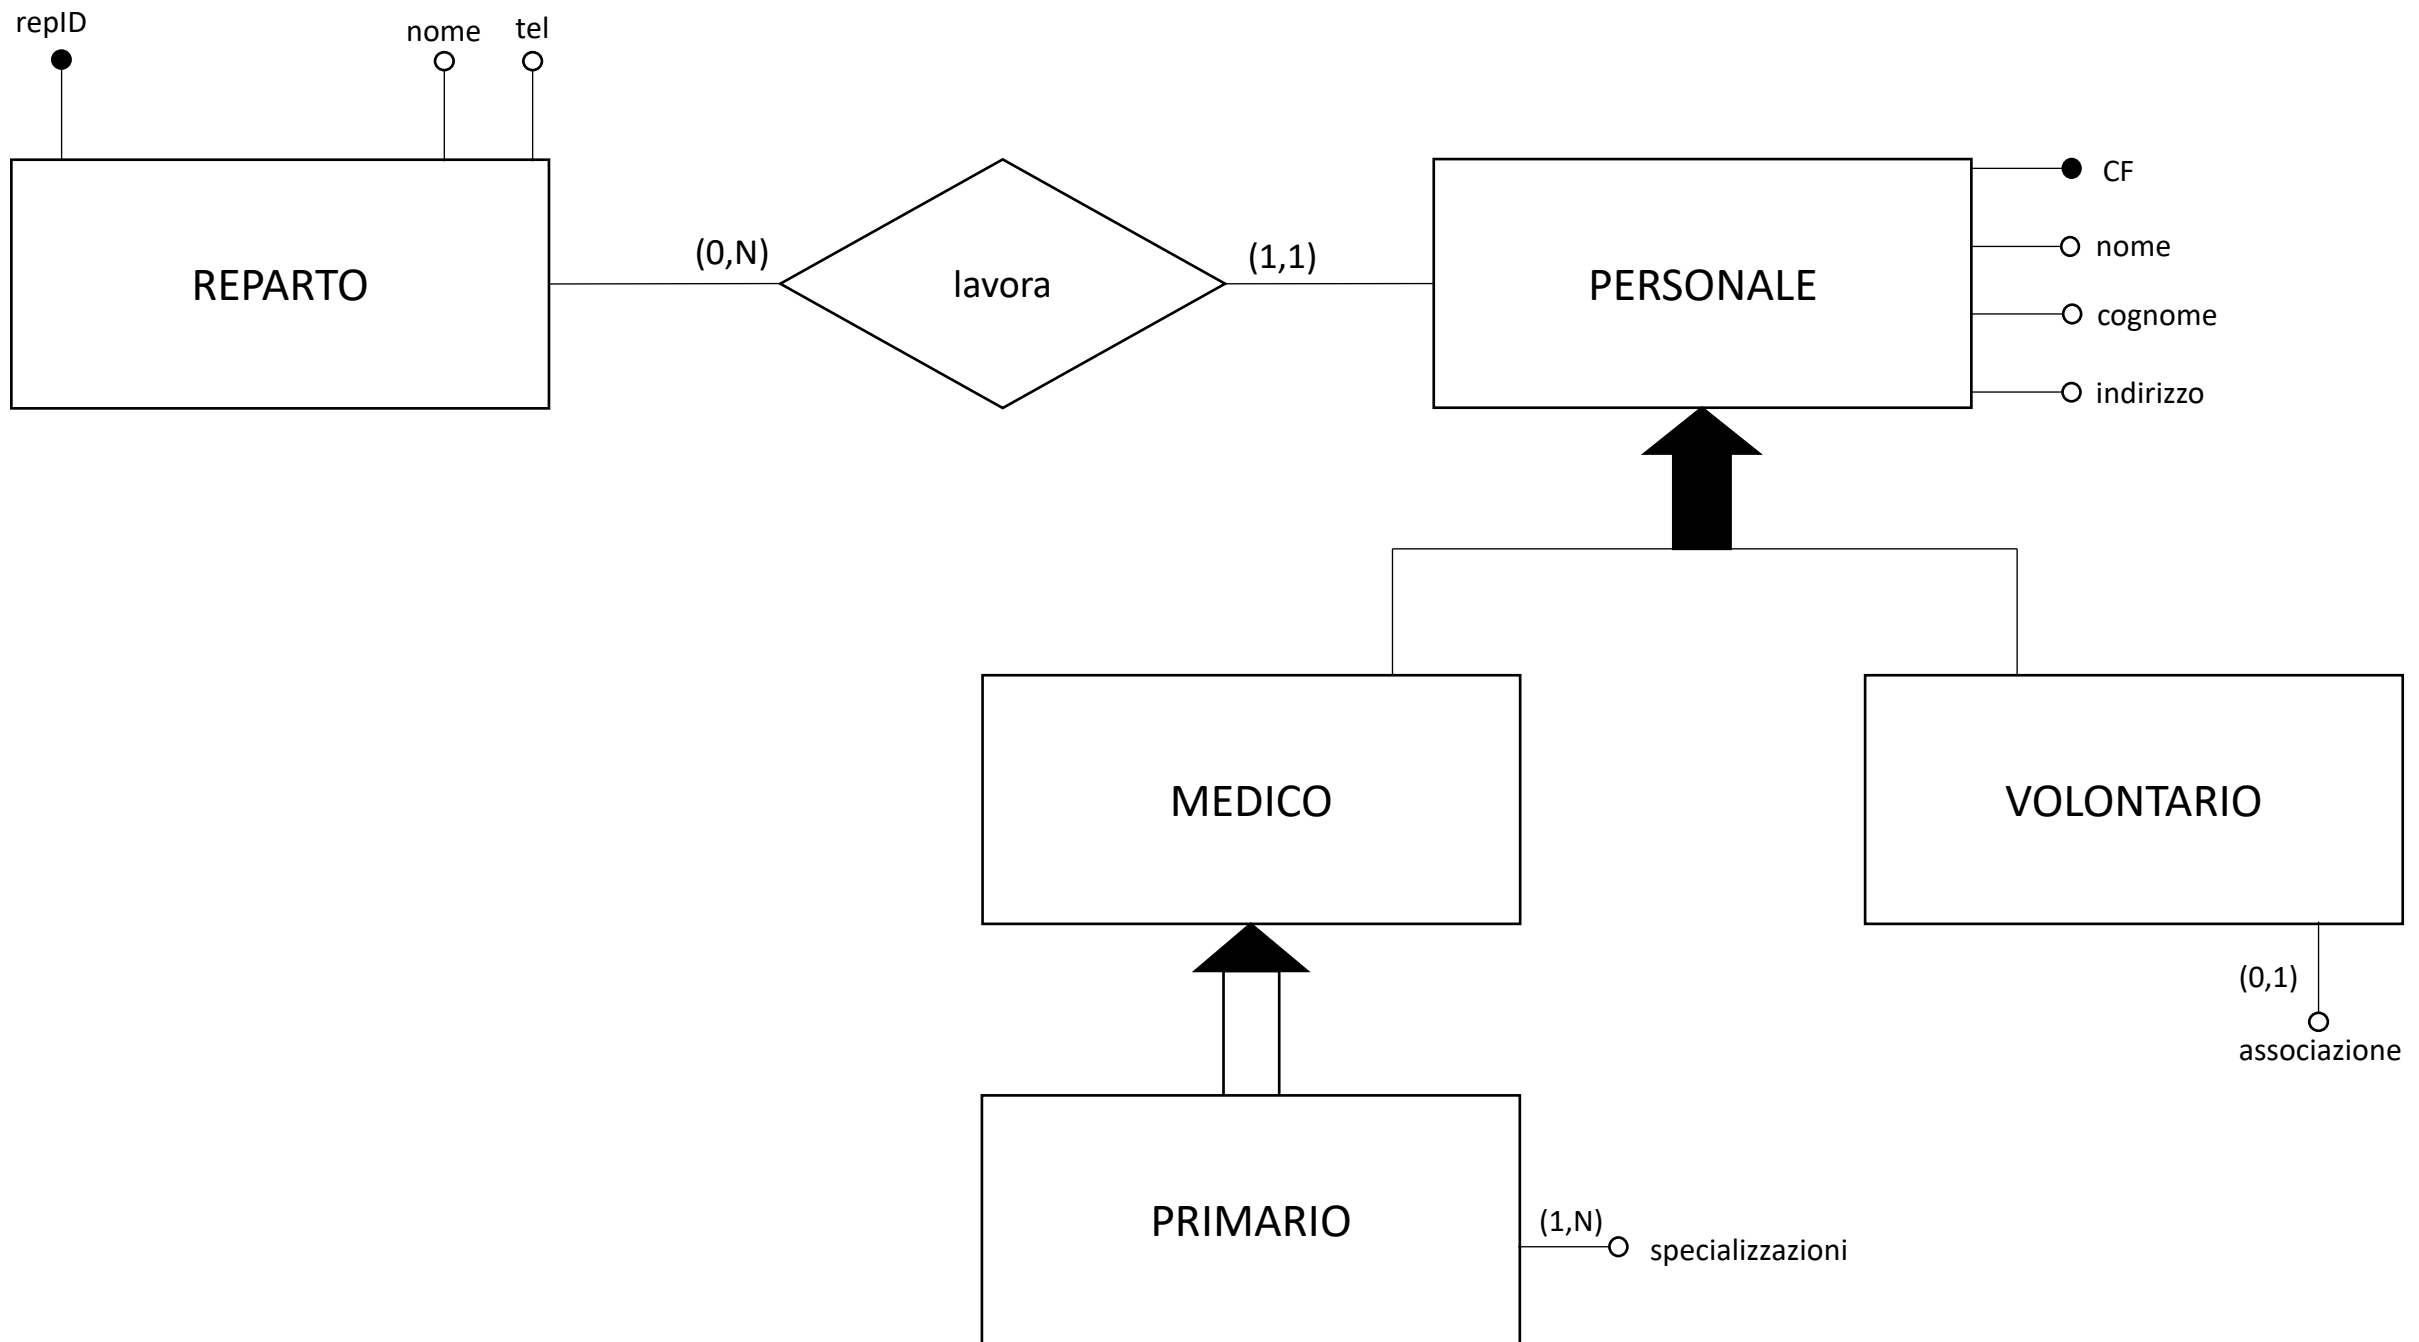 repID
nome
tel
REPARTO
(0,N)
lavora
(1,1)
PERSONALE
CF
nome
cognome
indirizzo
MEDICO
VOLONTARIO
(0,1)
associazione
PRIMARIO
(1,N)
specializzazioni